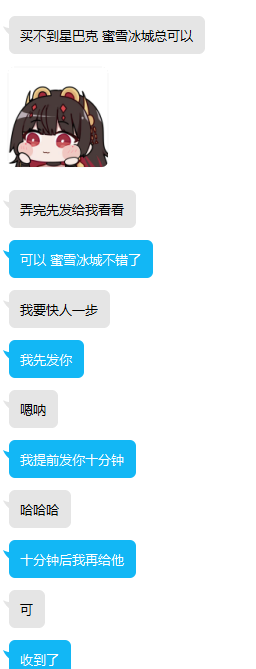 买不到星巴克 蜜雪冰城总可以
弄完先发给我看看
可以 蜜雪冰城不错了
我要快人一步
我先发你
嗯呐
我提前发你十分钟
哈哈哈
十分钟后我再给他
可
收到了